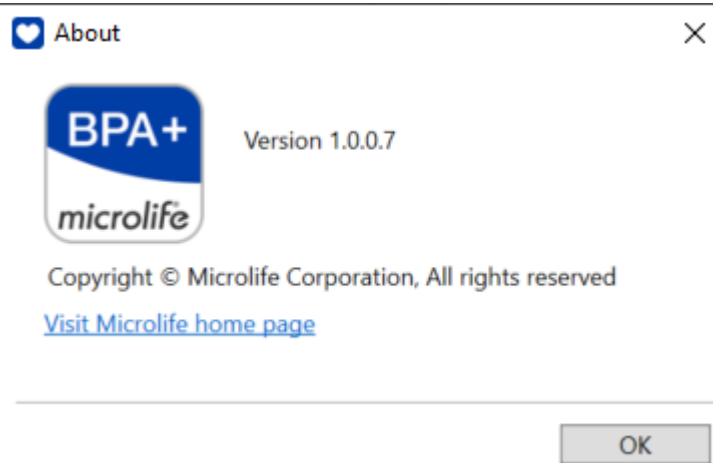 About
BPA+
microlife
Version 1.0.0.7
Copyright © Microlife Corporation, All rights reserved
Visit Microlife home page
OK